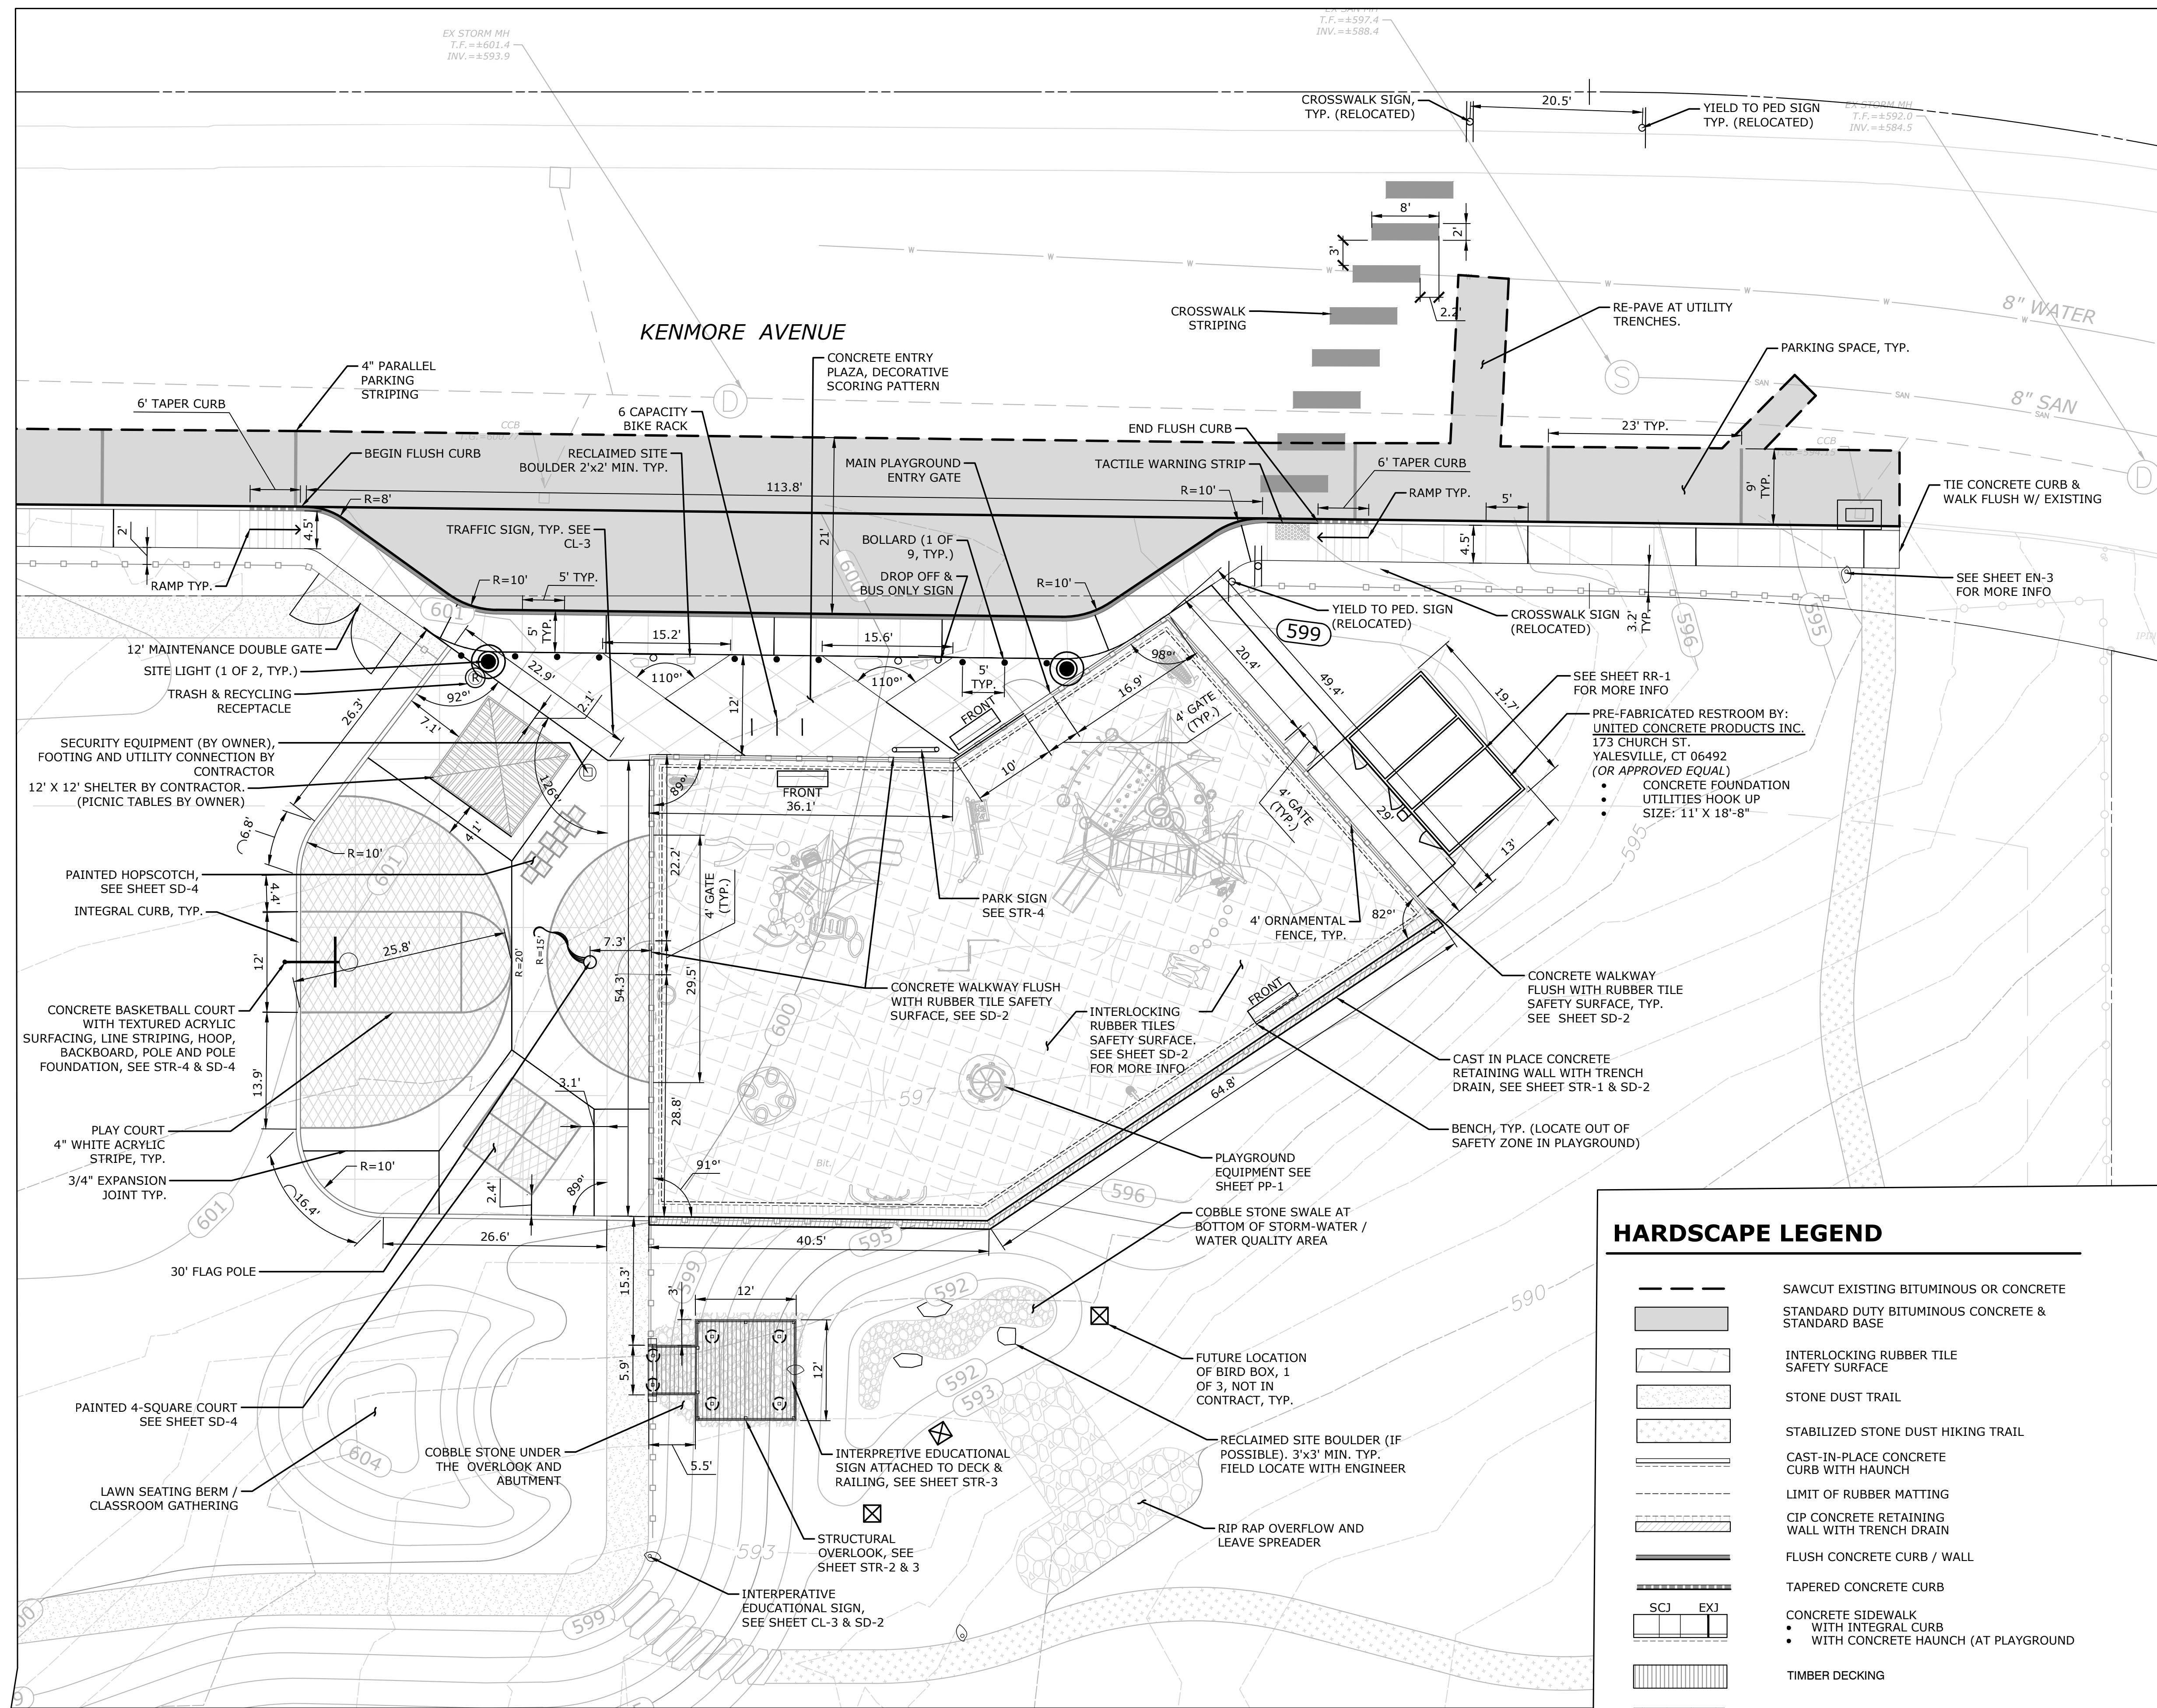 EX STORM MH
T.F.=±601.4
INV.=±593.9
T.F.=±597.4
INV.=±588.4
CROSSWALK SIGN,
TYP. (RELOCATED)
20.5'
YIELD TO PED SIGN
TYP. (RELOCATED)
EX STORM MH
T.F.=±592.0
INV.=±584.5
8'
2'
3'
2.2'
CROSSWALK
STRIPING
W
W
W
W
W
W
W
W
8" WATER
RE-PAVE AT UTILITY
TRENCHES.
PARKING SPACE, TYP.
KENMORE AVENUE
D
S
SAN
SAN
SAN
8" SAN
D
4" PARALLEL
PARKING
STRIPING
CONCRETE ENTRY
PLAZA, DECORATIVE
SCORING PATTERN
6' TAPER CURB
6 CAPACITY
BIKE RACK
CCB
BEGIN FLUSH CURB
RECLAIMED SITE
BOULDER 2'x2' MIN. TYP.
MAIN PLAYGROUND
ENTRY GATE
END FLUSH CURB
TACTILE WARNING STRIP
6' TAPER CURB
23' TYP.
CCB
9'
TYP.
TIE CONCRETE CURB &
WALK FLUSH W/ EXISTING
113.8'
R=8'
R=10'
RAMP TYP.
5'
2'
4.5'
TRAFFIC SIGN, TYP. SEE
CL-3
21'
BOLLARD (1 OF
9, TYP.)
4.5'
600
RAMP TYP.
R=10'
5' TYP.
DROP OFF &
BUS ONLY SIGN
R=10'
SEE SHEET EN-3
FOR MORE INFO
601
5'
TYP.
15.2'
15.6'
YIELD TO PED. SIGN
(RELOCATED)
599
CROSSWALK SIGN
(RELOCATED)
3.2'
TYP.
596
595
12' MAINTENANCE DOUBLE GATE
SITE LIGHT (1 OF 2, TYP.)
TRASH & RECYCLING
RECEPTACLE
R
22.9'
92°'
110°'
110°'
5'
TYP.
98°'
16.9'
20.4'
49.4'
19.7'
SEE SHEET RR-1
FOR MORE INFO
26.3'
7.1'
2.1'
12'
FRONT
4' GATE
(TYP.)
PRE-FABRICATED RESTROOM BY:
UNITED CONCRETE PRODUCTS INC.
173 CHURCH ST.
YALESVILLE, CT 06492
(OR APPROVED EQUAL)
• CONCRETE FOUNDATION
• UTILITIES HOOK UP
• SIZE: 11' X 18'-8"
SECURITY EQUIPMENT (BY OWNER),
FOOTING AND UTILITY CONNECTION BY
CONTRACTOR
12' X 12' SHELTER BY CONTRACTOR.
(PICNIC TABLES BY OWNER)
126°'
89°'
FRONT
36.1'
10'
4' GATE
(TYP.)
29'
13'
595
6.8'
4.1'
R=10'
601
22.2'
4' GATE
(TYP.)
PAINTED HOPSCOTCH,
SEE SHEET SD-4
4.4'
INTEGRAL CURB, TYP.
PARK SIGN
SEE STR-4
4' ORNAMENTAL
FENCE, TYP.
82°'
12'
25.8'
R=20'
R=15'
7.3'
54.3'
29.5'
CONCRETE BASKETBALL COURT
WITH TEXTURED ACRYLIC
SURFACING, LINE STRIPING, HOOP,
BACKBOARD, POLE AND POLE
FOUNDATION, SEE STR-4 & SD-4
CONCRETE WALKWAY FLUSH
WITH RUBBER TILE SAFETY
SURFACE, SEE SD-2
600
INTERLOCKING
RUBBER TILES
SAFETY SURFACE.
SEE SHEET SD-2
FOR MORE INFO
FRONT
CONCRETE WALKWAY
FLUSH WITH RUBBER TILE
SAFETY SURFACE, TYP.
SEE SHEET SD-2
CAST IN PLACE CONCRETE
RETAINING WALL WITH TRENCH
DRAIN, SEE SHEET STR-1 & SD-2
64.8'
13.9'
3.1'
28.8'
597
PLAY COURT
4" WHITE ACRYLIC
STRIPE, TYP.
BENCH, TYP. (LOCATE OUT OF
SAFETY ZONE IN PLAYGROUND)
3/4" EXPANSION
JOINT TYP.
R=10'
16.4'
2.4'
89°'
91°'
Bit.
PLAYGROUND
EQUIPMENT SEE
SHEET PP-1
596
601
26.6'
40.5'
595
COBBLE STONE SWALE AT
BOTTOM OF STORM-WATER /
WATER QUALITY AREA
30' FLAG POLE
15.3'
599
3'
12'
592
590
5.9'
12'
592
593
FUTURE LOCATION
OF BIRD BOX, 1
OF 3, NOT IN
CONTRACT, TYP.
PAINTED 4-SQUARE COURT
SEE SHEET SD-4
604
COBBLE STONE UNDER
THE OVERLOOK AND
ABUTMENT
5.5'
INTERPRETIVE EDUCATIONAL
SIGN ATTACHED TO DECK &
RAILING, SEE SHEET STR-3
RECLAIMED SITE BOULDER (IF
POSSIBLE). 3'x3' MIN. TYP.
FIELD LOCATE WITH ENGINEER
LAWN SEATING BERM /
CLASSROOM GATHERING
593
STRUCTURAL
OVERLOOK, SEE
SHEET STR-2 & 3
RIP RAP OVERFLOW AND
LEAVE SPREADER
INTERPERATIVE
EDUCATIONAL SIGN,
SEE SHEET CL-3 & SD-2
599
HARDSCAPE LEGEND
SAWCUT EXISTING BITUMINOUS OR CONCRETE
STANDARD DUTY BITUMINOUS CONCRETE &
STANDARD BASE
INTERLOCKING RUBBER TILE
SAFETY SURFACE
STONE DUST TRAIL
STABILIZED STONE DUST HIKING TRAIL
CAST-IN-PLACE CONCRETE
CURB WITH HAUNCH
LIMIT OF RUBBER MATTING
CIP CONCRETE RETAINING
WALL WITH TRENCH DRAIN
FLUSH CONCRETE CURB / WALL
TAPERED CONCRETE CURB
SCJ EXJ
CONCRETE SIDEWALK
• WITH INTEGRAL CURB
• WITH CONCRETE HAUNCH (AT PLAYGROUND
TIMBER DECKING